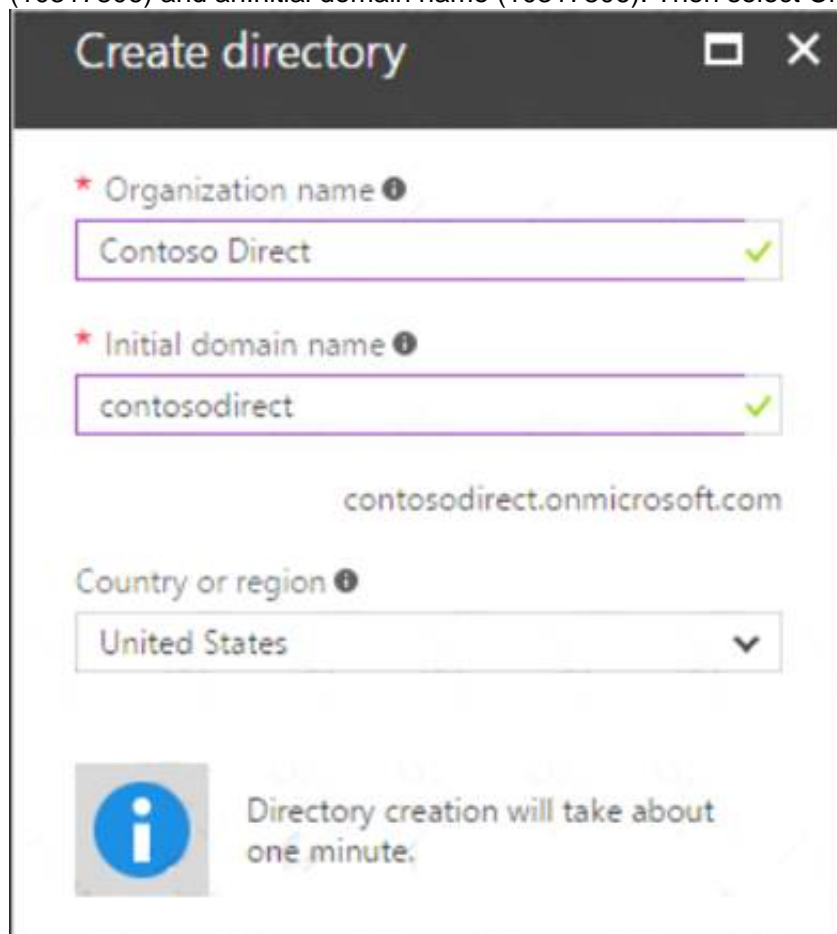 Create directory
* Organization name
Contoso Direct
* Initial domain name
contosodirect
contosodirect.onmicrosoft.com
Country or region
United States
Directory creation will take about
one minute.